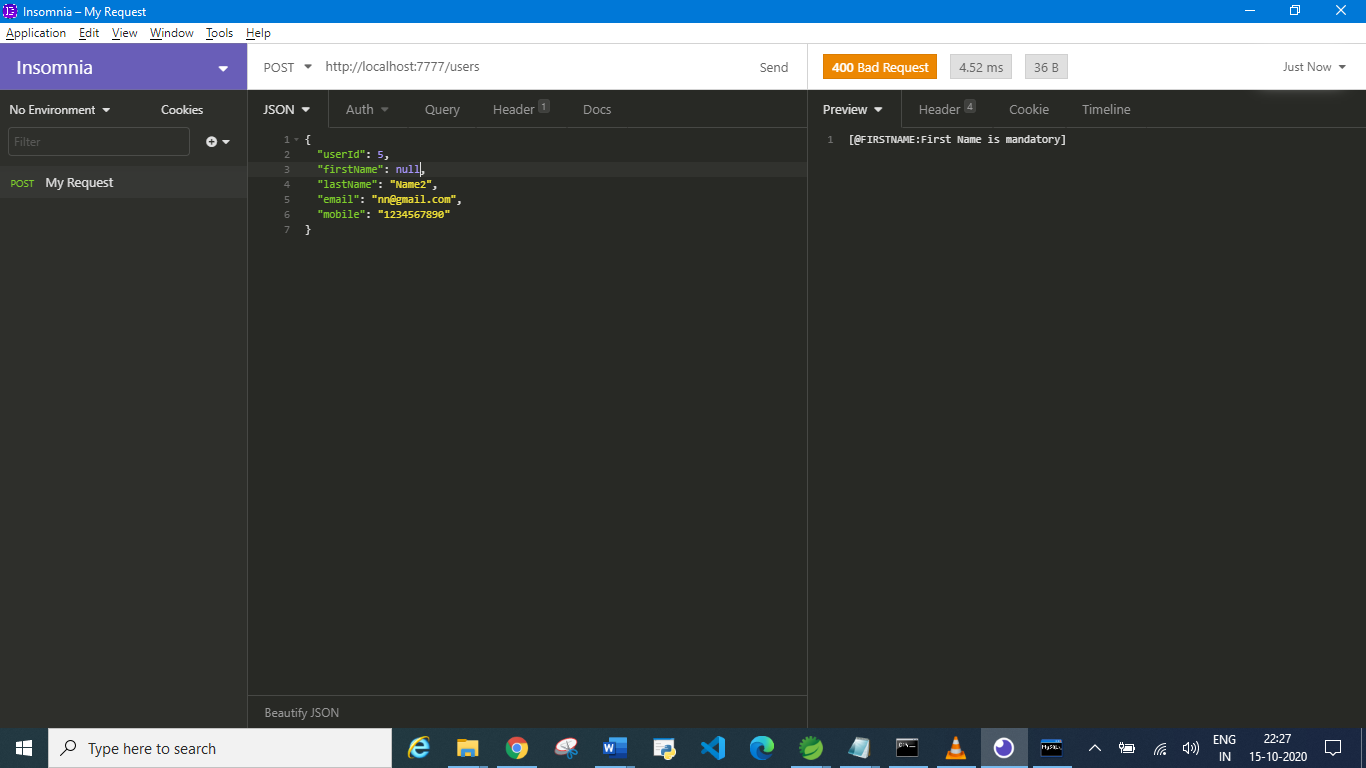 Insomnia – My Request
Application Edit View Window Tools Help
Insomnia
POST http://localhost:7777/users Send
400 Bad Request 4.52 ms 36 B Just Now
No Environment Cookies
JSON Auth Query Header 1 Docs
Preview Header 4 Cookie Timeline
Filter
POST My Request
1 {
2 "userId": 5,
3 "firstName": null,
4 "lastName": "Name2",
5 "email": "nn@gmail.com",
6 "mobile": "1234567890"
7 }
1 [@FIRSTNAME:First Name is mandatory]
Beautify JSON
Type here to search
ENG
IN
22:27
15-10-2020